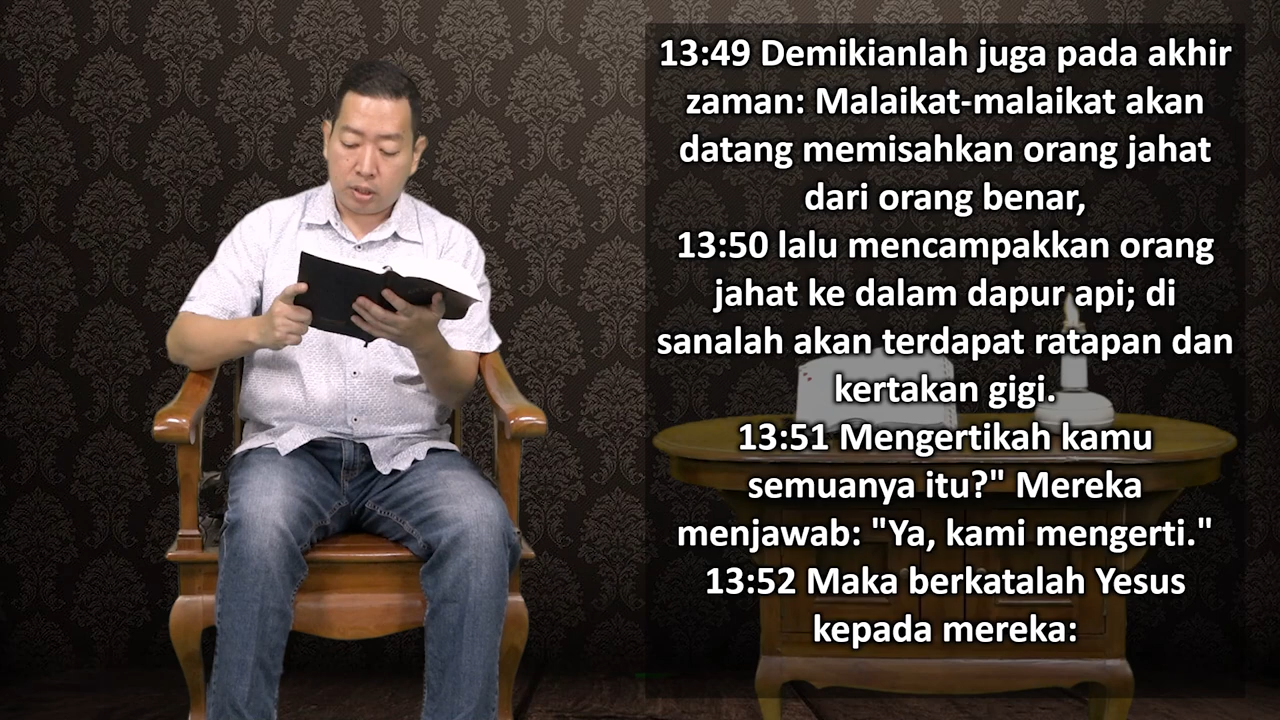 13:49 Demikianlah juga pada akhir
zaman: Malaikat-malaikat akan
datang memisahkan orang jahat
dari orang benar,
13:50 lalu mencampakkan orang
jahat ke dalam dapur api; di
sanalah akan terdapat ratapan dan
kertakan gigi.
13:51 Mengertikah kamu
semuanya itu?" Mereka
menjawab: "Ya, kami mengerti."
13:52 Maka berkatalah Yesus
kepada mereka: